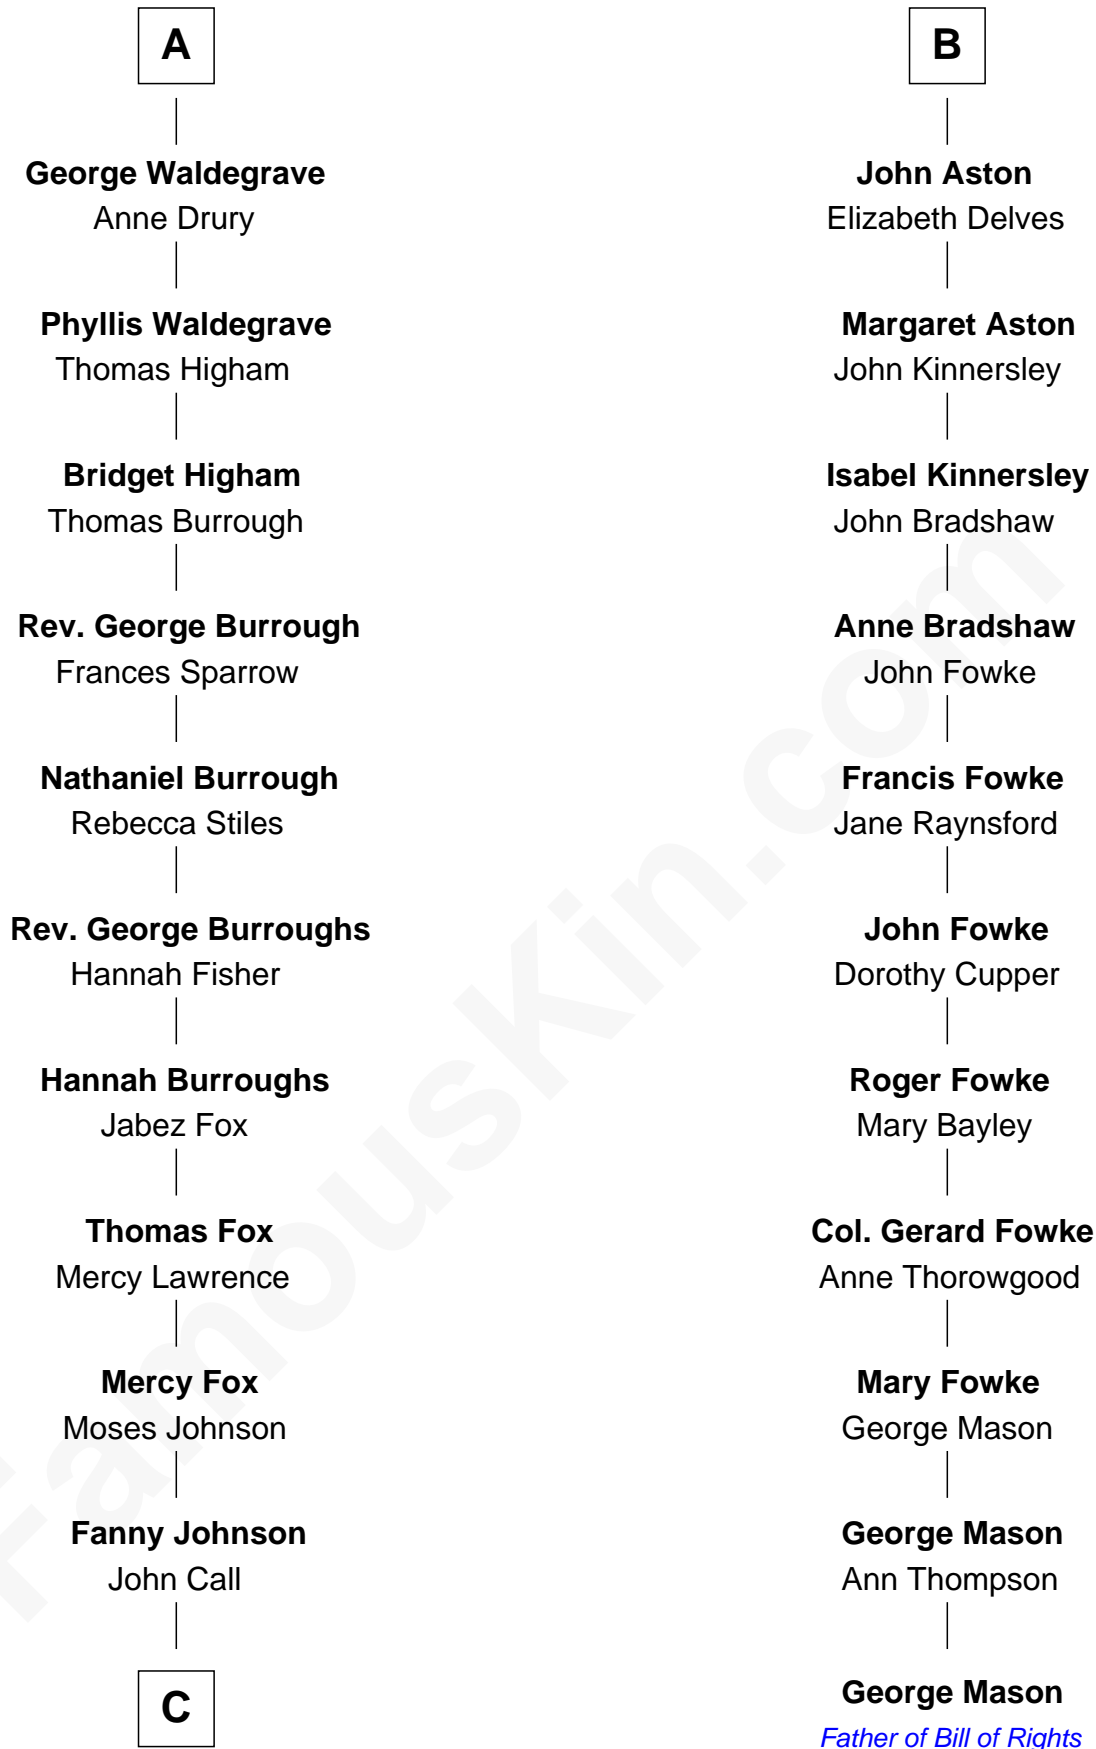 A
George Waldegrave
Anne Drury
Phyllis Waldegrave
Thomas Higham
Bridget Higham
Thomas Burrough
Rev. George Burrough
Frances Sparrow
Nathaniel Burrough
Rebecca Stiles
Rev. George Burroughs
Hannah Fisher
Hannah Burroughs
Jabez Fox
Thomas Fox
Mercy Lawrence
Mercy Fox
Moses Johnson
Fanny Johnson
John Call
C
B
John Aston
Elizabeth Delves
Margaret Aston
John Kinnersley
Isabel Kinnersley
John Bradshaw
Anne Bradshaw
John Fowke
Francis Fowke
Jane Raynsford
John Fowke
Dorothy Cupper
Roger Fowke
Mary Bayley
Col. Gerard Fowke
Anne Thorowgood
Mary Fowke
George Mason
George Mason
Ann Thompson
George Mason
Father of Bill of Rights
FamousKin.com